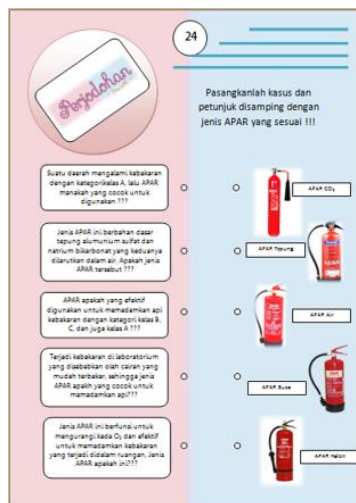 24
Perjodohan
Pasangkanlah kasus dan
petunjuk disamping dengan
jenis APAR yang sesuai !!!
Suatu daerah mengalami kebakaran
dengan kategorikelas A, lalu APAR
manakah yang cocok untuk
digunakan ???
APAR CO₂
Jenis APAR ini berbahan dasar
tepung alumunium sulfat dan
natrium bikarbonat yang keduanya
dilarutkan dalam air. Apakah jenis
APAR tersebut ???
APAR Tepung
APAR apakah yang efektif
digunakan untuk memadamkan api
kebakaran dengan kategori kelas B,
C, dan juga kelas A ???
APAR Air
Terjadi kebakaran di laboratorium
yang disebabkan oleh cairan yang
mudah terbakar, sehingga jenis
APAR apakh yang cocok untuk
memadamkan api???
APAR Busa
Jenis APAR ini berfunsi untuk
mengurangi kada O₂ dan efektif
untuk memadamkan kebakaran
yang terjadi didalam ruangan, Jenis
APAR apakah ini???
APAR Halon